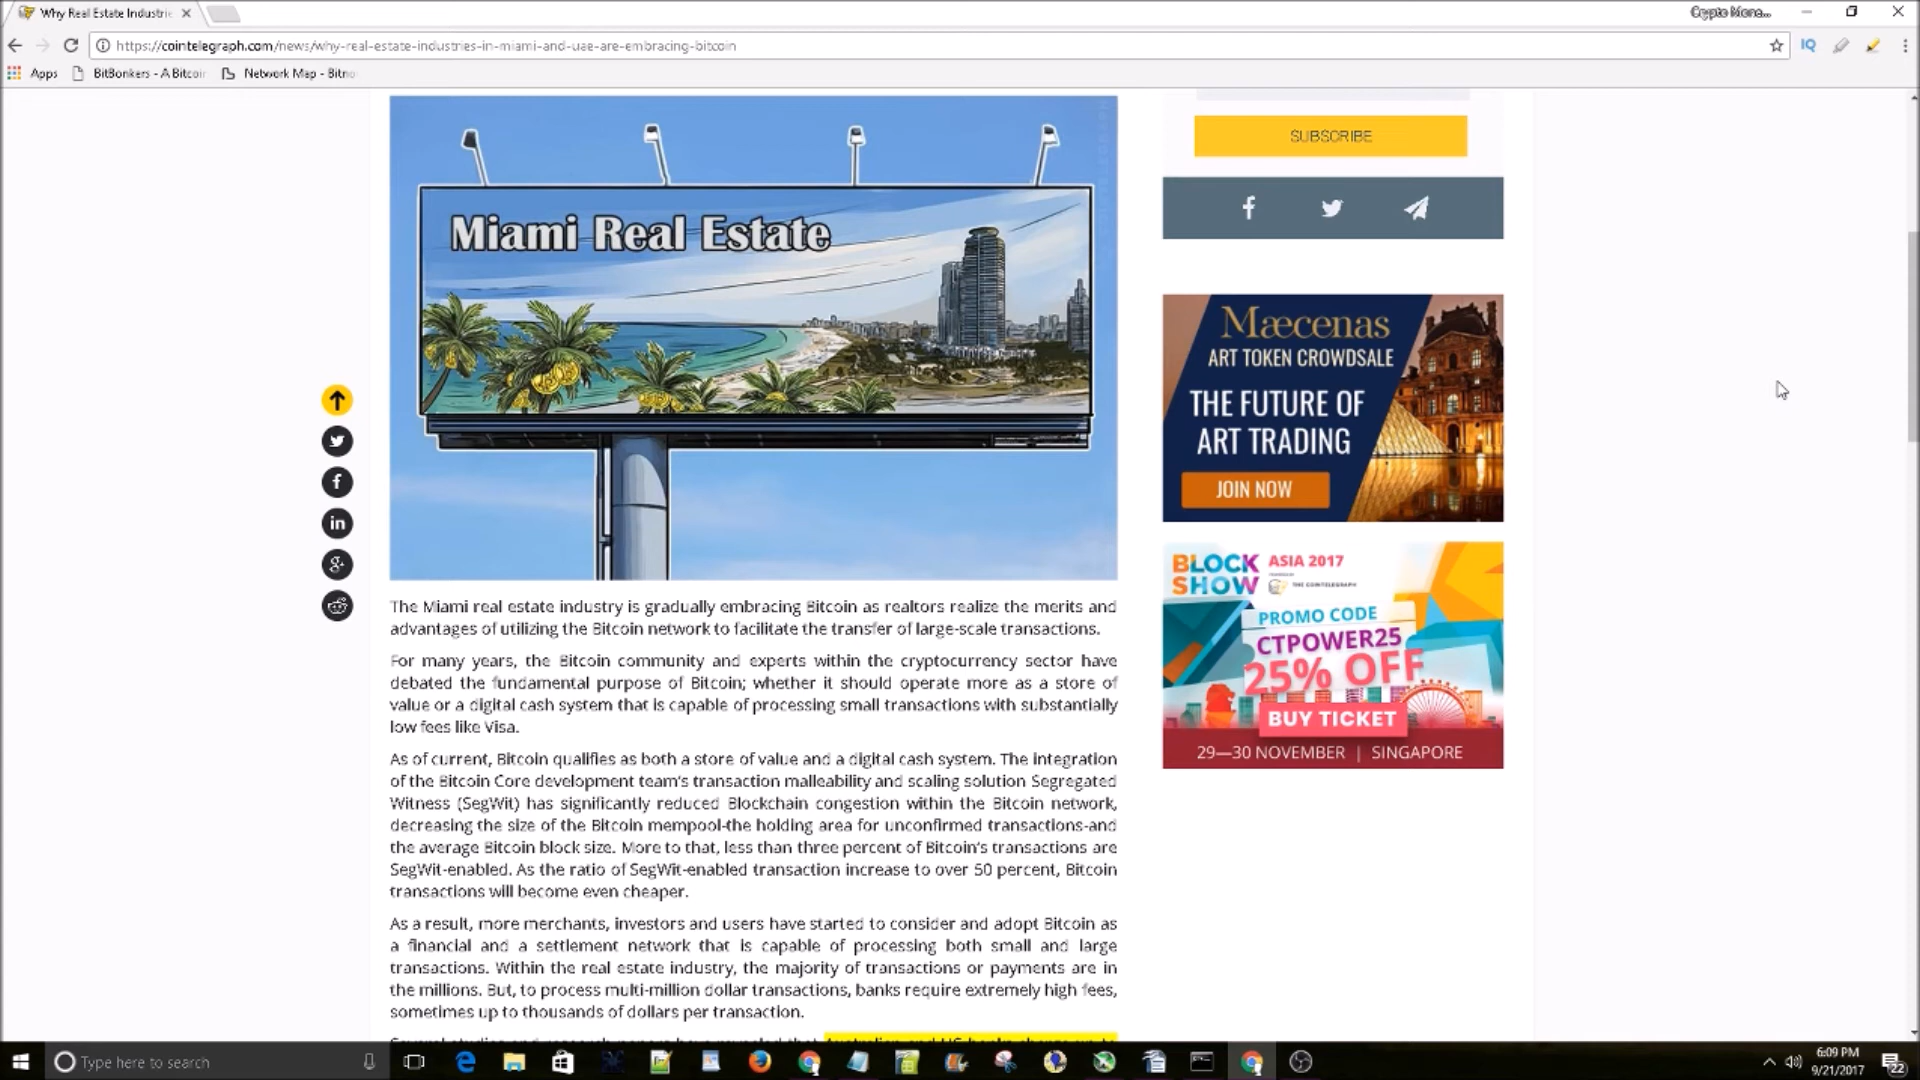 Why Real Estate Industrie
Crypto Mone...
https://cointelegraph.com/news/why-real-estate-industries-in-miami-and-uae-are-embracing-bitcoin
IQ
Apps
BitBonkers - A Bitcoin
Network Map - Bitno
Miami Real Estate
SUBSCRIBE
Mæcenas
ART TOKEN CROWDSALE
THE FUTURE OF
ART TRADING
JOIN NOW
BLOCK
SHOW
ASIA 2017
THE COINTELEGRAPH
PROMO CODE
CTPOWER25
25% OFF
BUY TICKET
29—30 NOVEMBER | SINGAPORE
The Miami real estate industry is gradually embracing Bitcoin as realtors realize the merits and
advantages of utilizing the Bitcoin network to facilitate the transfer of large-scale transactions.
For many years, the Bitcoin community and experts within the cryptocurrency sector have
debated the fundamental purpose of Bitcoin; whether it should operate more as a store of
value or a digital cash system that is capable of processing small transactions with substantially
low fees like Visa.
As of current, Bitcoin qualifies as both a store of value and a digital cash system. The integration
of the Bitcoin Core development team's transaction malleability and scaling solution Segregated
Witness (SegWit) has significantly reduced Blockchain congestion within the Bitcoin network,
decreasing the size of the Bitcoin mempool-the holding area for unconfirmed transactions-and
the average Bitcoin block size. More to that, less than three percent of Bitcoin's transactions are
SegWit-enabled. As the ratio of SegWit-enabled transaction increase to over 50 percent, Bitcoin
transactions will become even cheaper.
As a result, more merchants, investors and users have started to consider and adopt Bitcoin as
a financial and a settlement network that is capable of processing both small and large
transactions. Within the real estate industry, the majority of transactions or payments are in
the millions. But, to process multi-million dollar transactions, banks require extremely high fees,
sometimes up to thousands of dollars per transaction.
Type here to search
6:09 PM
9/21/2017
22